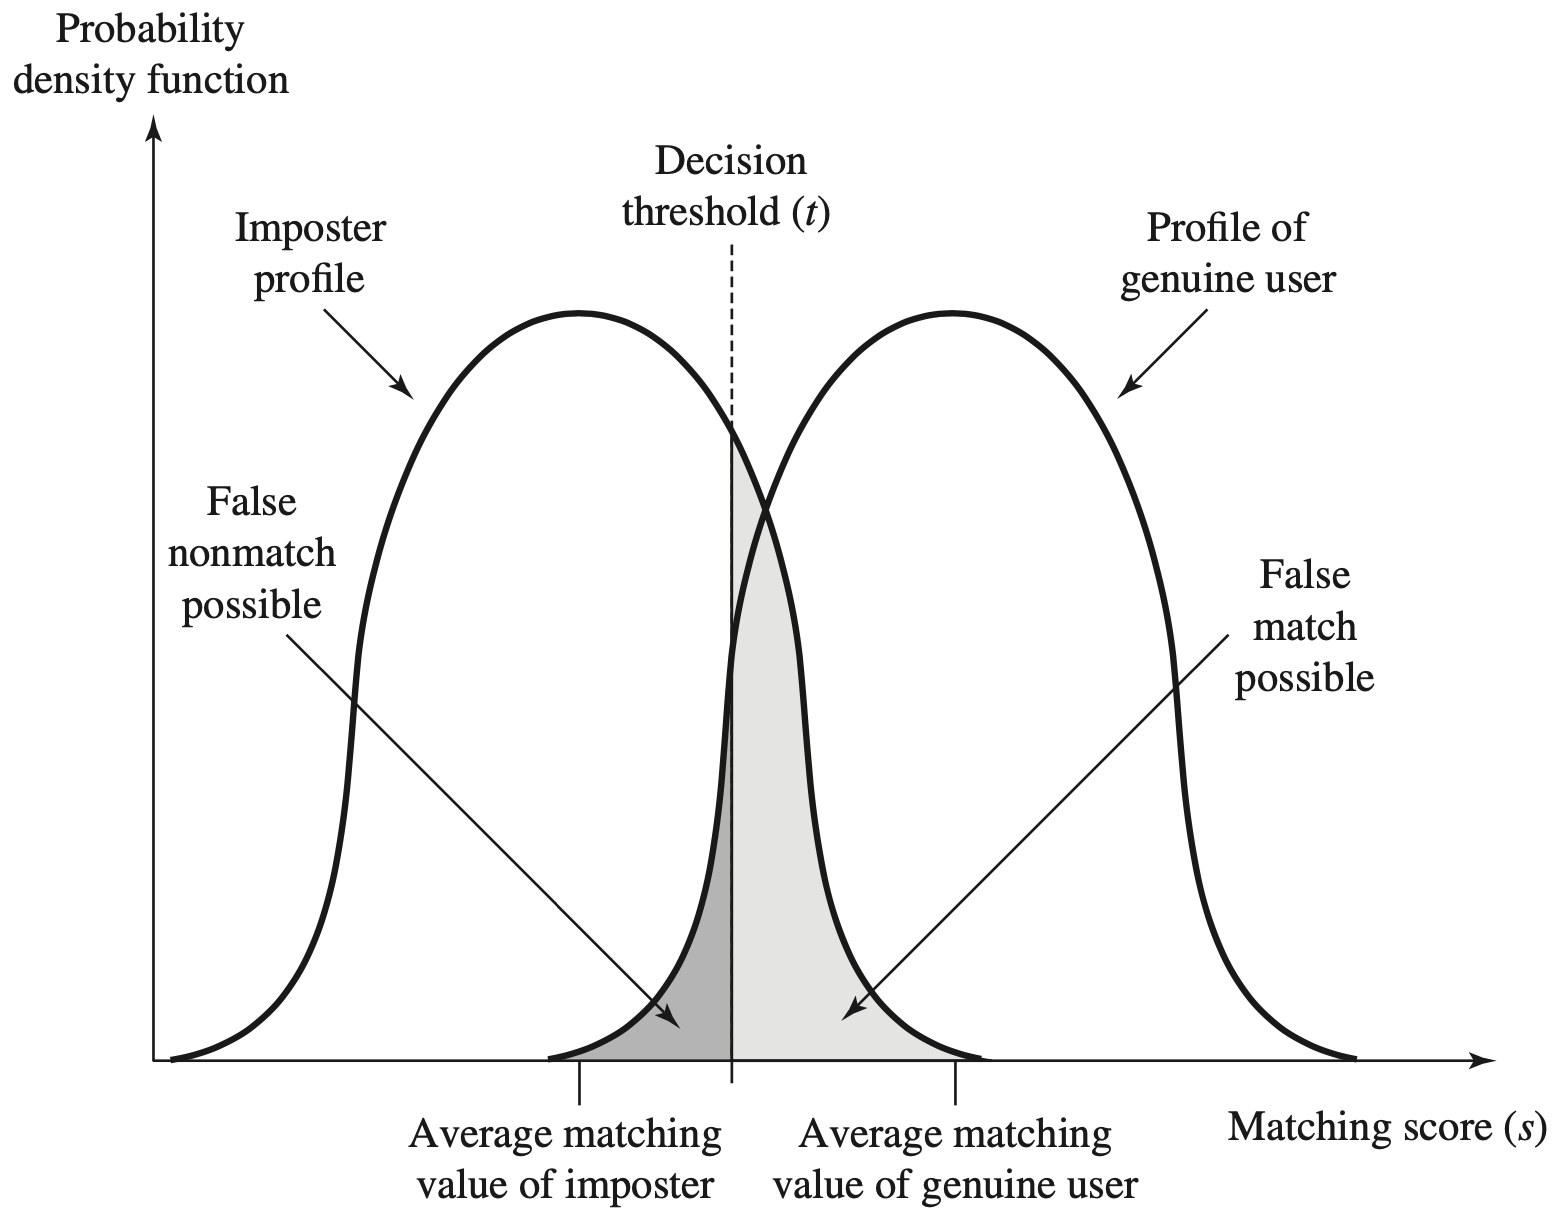 Probability
density function
Decision
threshold (t)
Imposter
profile
Profile of
genuine user
False
nonmatch
possible
False
match
possible
Average matching
value of imposter
Average matching
value of genuine user
Matching score (s)